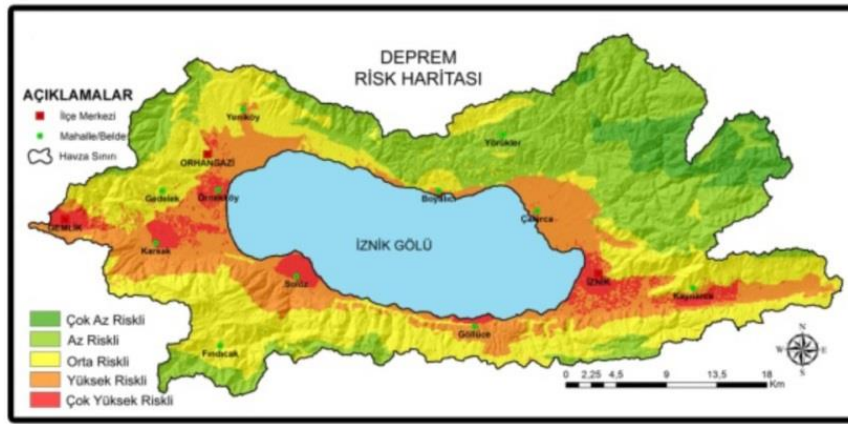 DEPREM
RİSK HARİTASI
AÇIKLAMALAR
İlçe Merkezi
Mahalle/Belde
Havza Sınırı
Yeniköy
ORHANGAZİ
Yörükler
Gedelek
Örnekköy
Boyalıca
GEMLİK
Çakırca
Karsak
İZNİK GÖLÜ
Sölöz
İZNİK
Kaynarca
Göllüce
Fındıcak
Çok Az Riskli
Az Riskli
Orta Riskli
Yüksek Riskli
Çok Yüksek Riskli
N
W E
S
0 2,25 4,5 9 13,5 18
Km